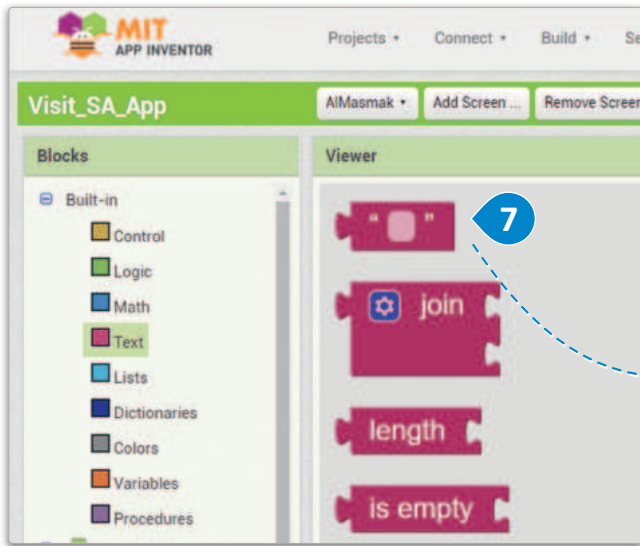 MIT
APP INVENTOR
Projects Connect Build Se
Visit_SA_App AlMasmak Add Screen ... Remove Screen
Blocks Viewer
Built-in
Control
Logic
Math
Text
Lists
Dictionaries
Colors
Variables
Procedures
“ ”
7
join
length
is empty